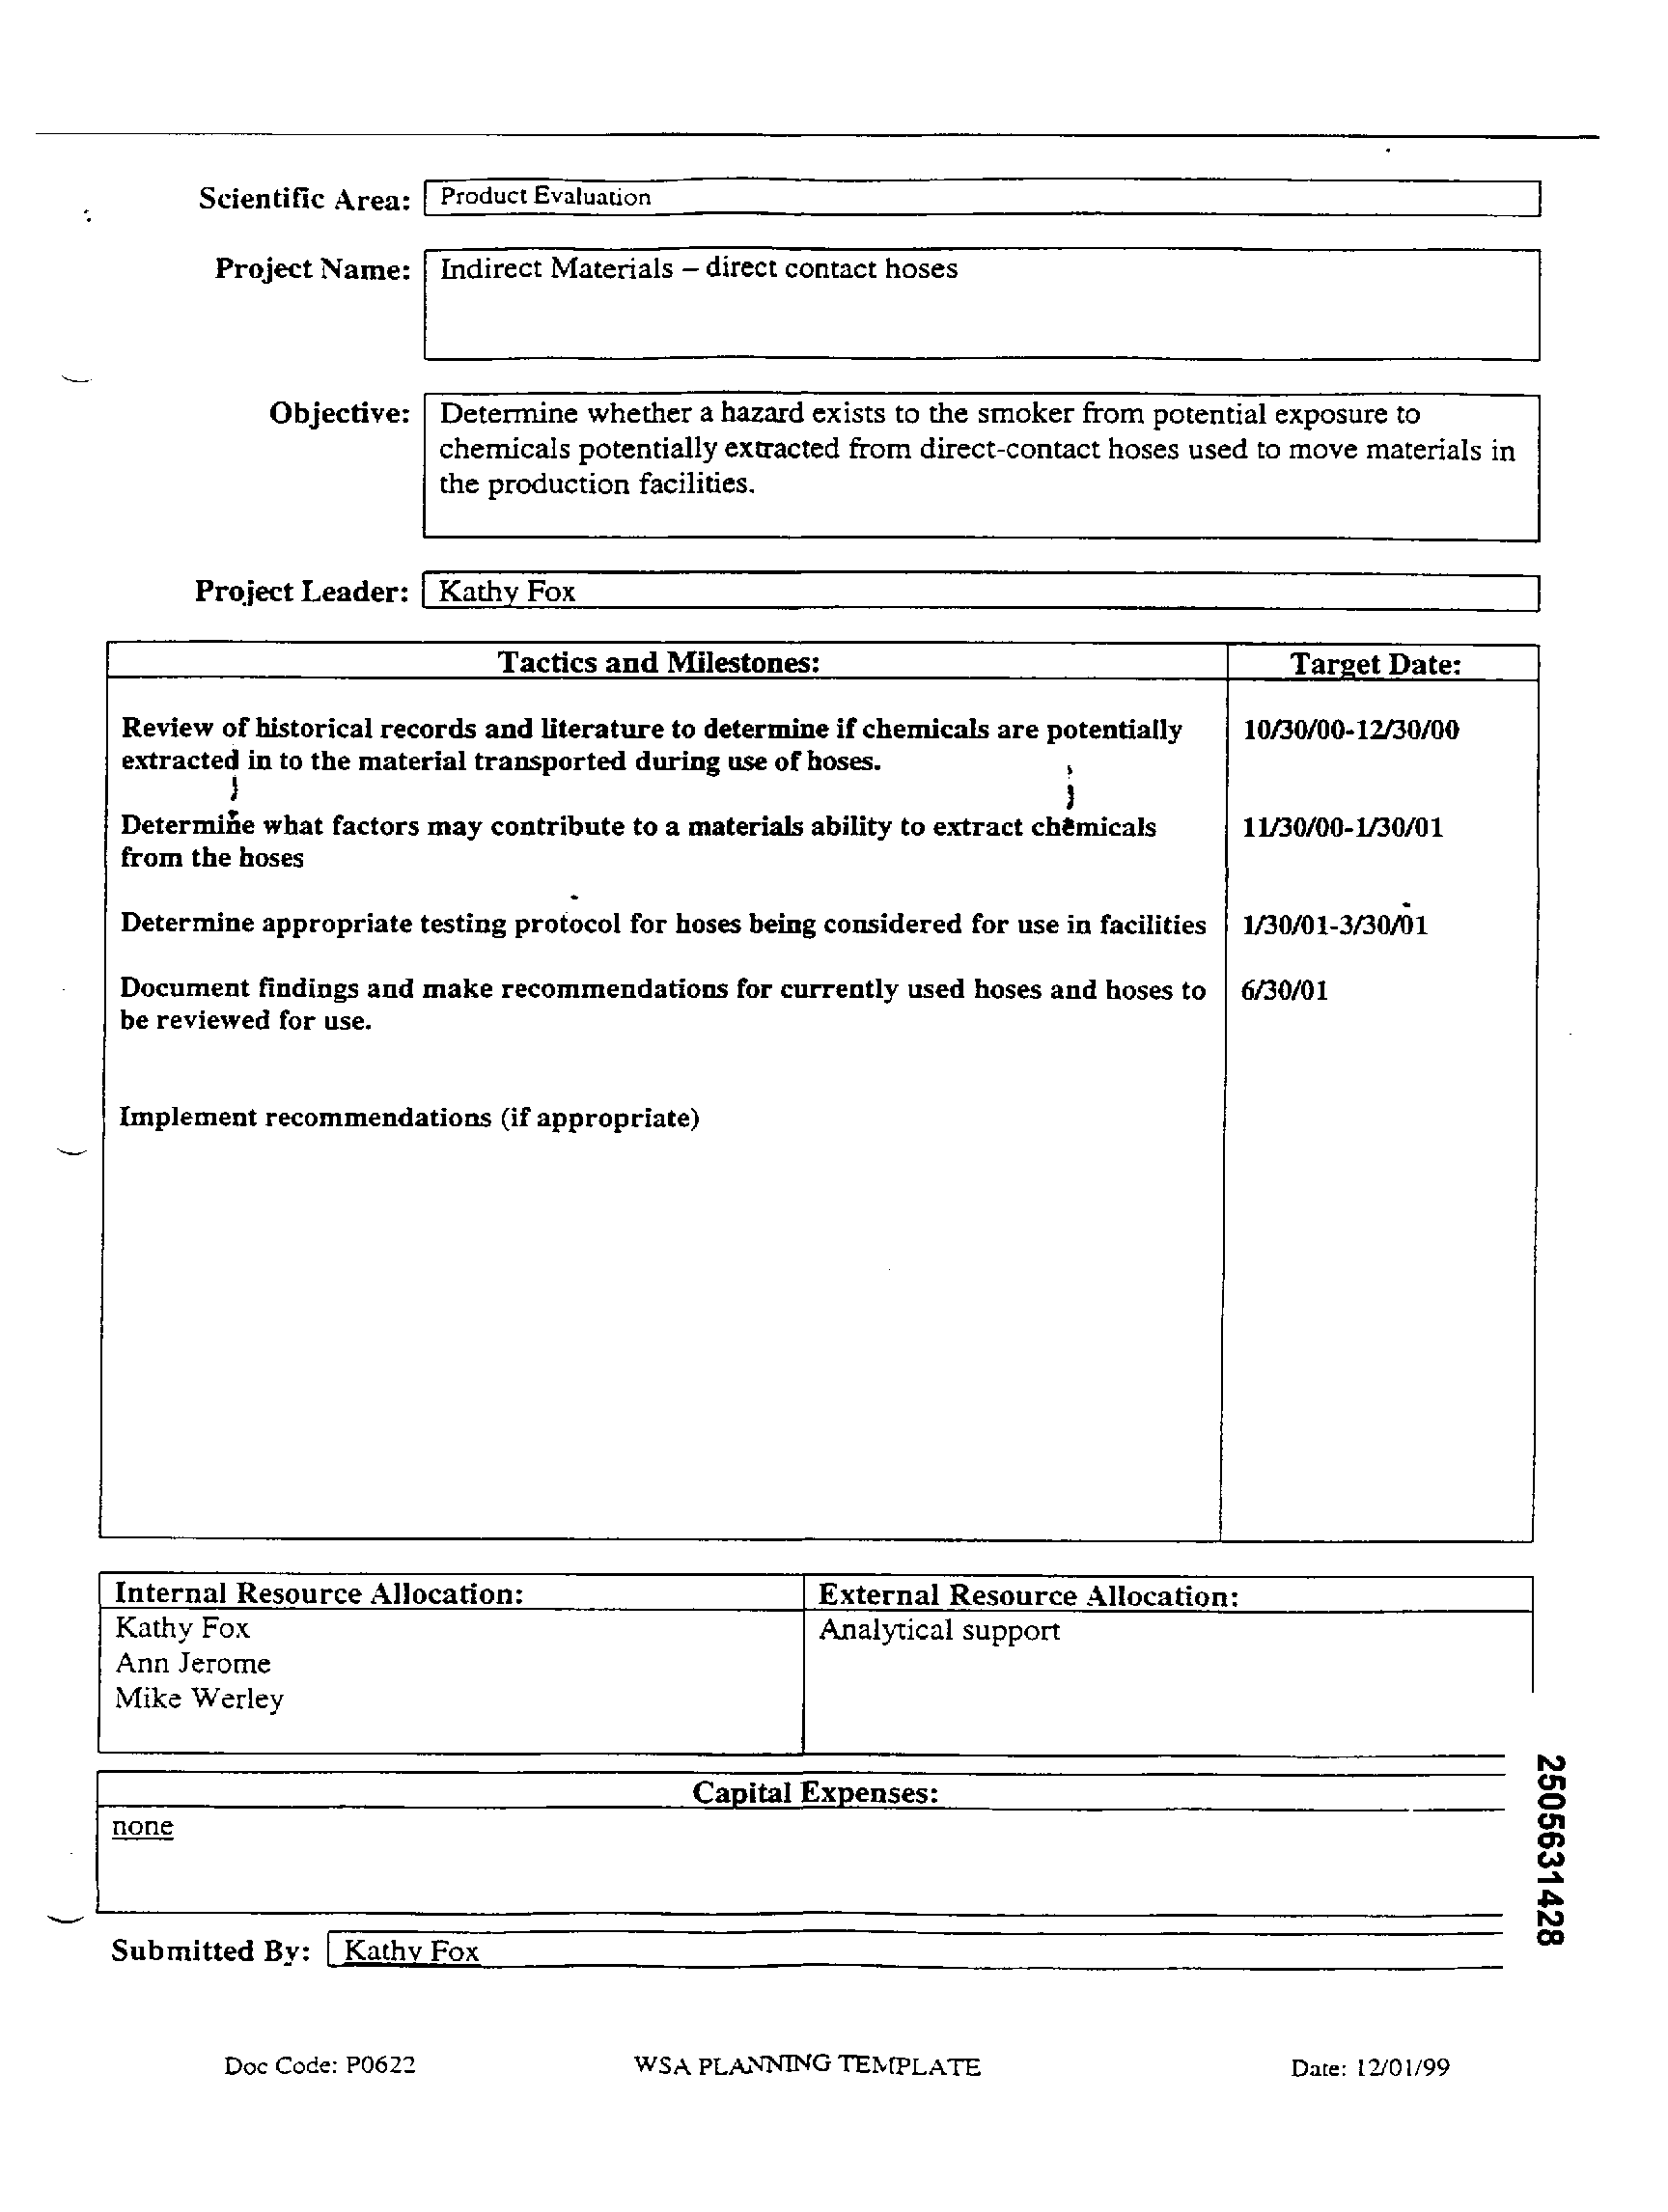 Scientific Area: Product Evaluation
Project Name: Indirect Materials – direct contact hoses
Objective: Determine whether a hazard exists to the smoker from potential exposure to
chemicals potentially extracted from direct-contact hoses used to move materials in
the production facilities.
Project Leader: Kathy Fox
Tactics and Milestones: Target Date:
Review of historical records and literature to determine if chemicals are potentially 10/30/00-12/30/00
extracted in to the material transported during use of hoses.
Determine what factors may contribute to a materials ability to extract chemicals 11/30/00-1/30/01
from the hoses
Determine appropriate testing protocol for hoses being considered for use in facilities 1/30/01-3/30/01
Document findings and make recommendations for currently used hoses and hoses to 6/30/01
be reviewed for use.
Implement recommendations (if appropriate)
Internal Resource Allocation: External Resource Allocation:
Kathy Fox Analytical support
Ann Jerome
Mike Werley
Capital Expenses:
none
Submitted By: Kathy Fox
2505631428
Doc Code: P0622 WSA PLANNING TEMPLATE Date: 12/01/99